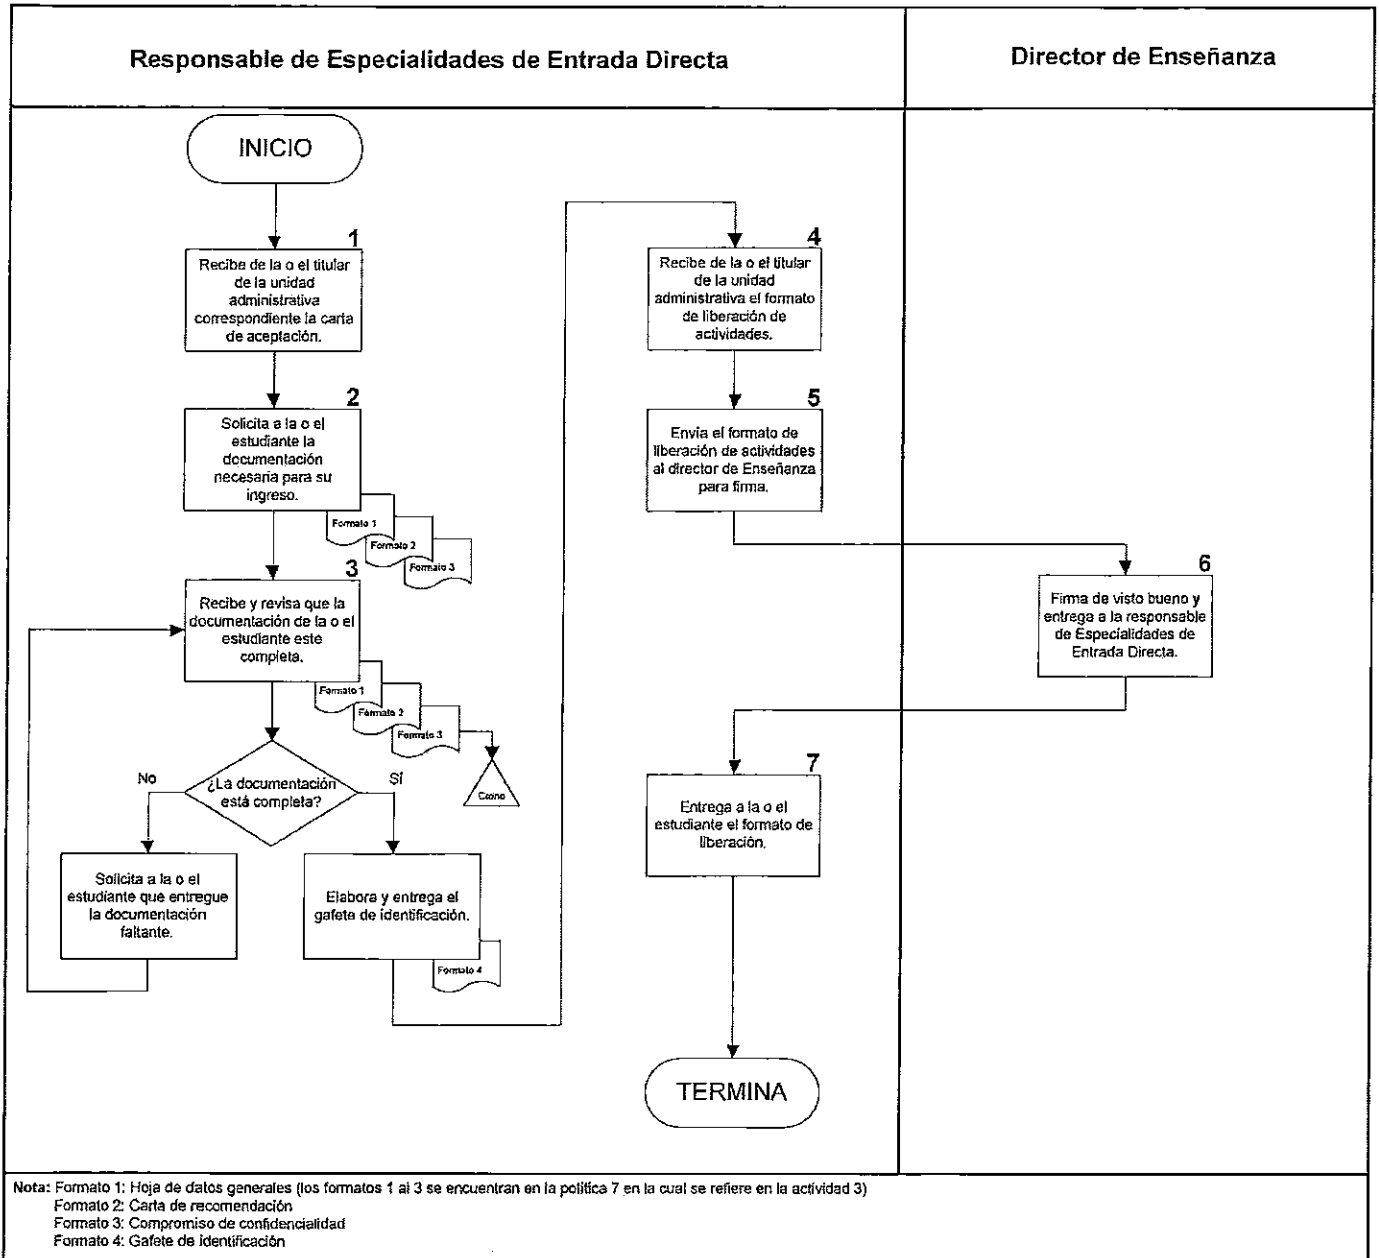 Responsable de Especialidades de Entrada Directa
Director de Enseñanza
INICIO
1
Recibe de la o el titular
de la unidad
administrativa
correspondiente la carta
de aceptación.
2
Solicita a la o el
estudiante la
documentación
necesaria para su
ingreso.
Formato 1
Formato 2
Formato 3
3
Recibe y revisa que la
documentación de la o el
estudiante este
completa.
Formato 1
Formato 2
Formato 3
¿La documentación
está completa?
No
Sí
Solicita a la o el
estudiante que entregue
la documentación
faltante.
Elabora y entrega el
gafete de identificación.
Formato 4
4
Recibe de la o el titular
de la unidad
administrativa el formato
de liberación de
actividades.
5
Envía el formato de
liberación de actividades
al director de Enseñanza
para firma.
6
Firma de visto bueno y
entrega a la responsable
de Especialidades de
Entrada Directa.
7
Entrega a la o el
estudiante el formato de
liberación.
TERMINA
Nota: Formato 1: Hoja de datos generales (los formatos 1 al 3 se encuentran en la política 7 en la cual se refiere en la actividad 3)
Formato 2: Carta de recomendación
Formato 3: Compromiso de confidencialidad
Formato 4: Gafete de identificación